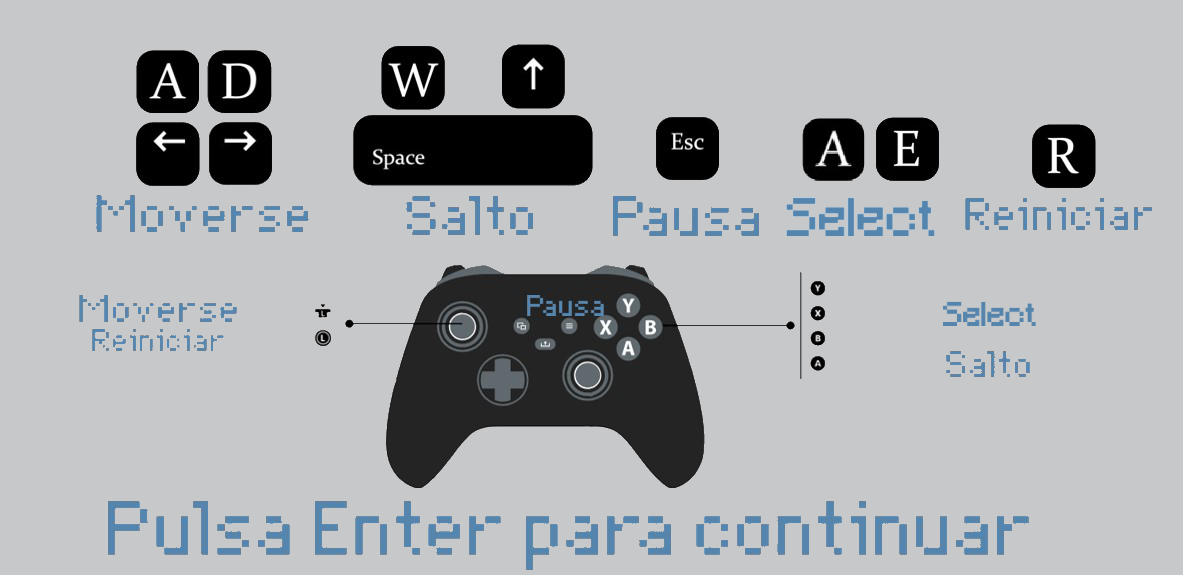 A D W ↑
← → Space Esc A E R
Moverse Salto Pausa Select Reiniciar
Pausa
Y
X B
A
Moverse
Reiniciar
L
Y
X
B
A
Select
Salto
Pulsa Enter para continuar